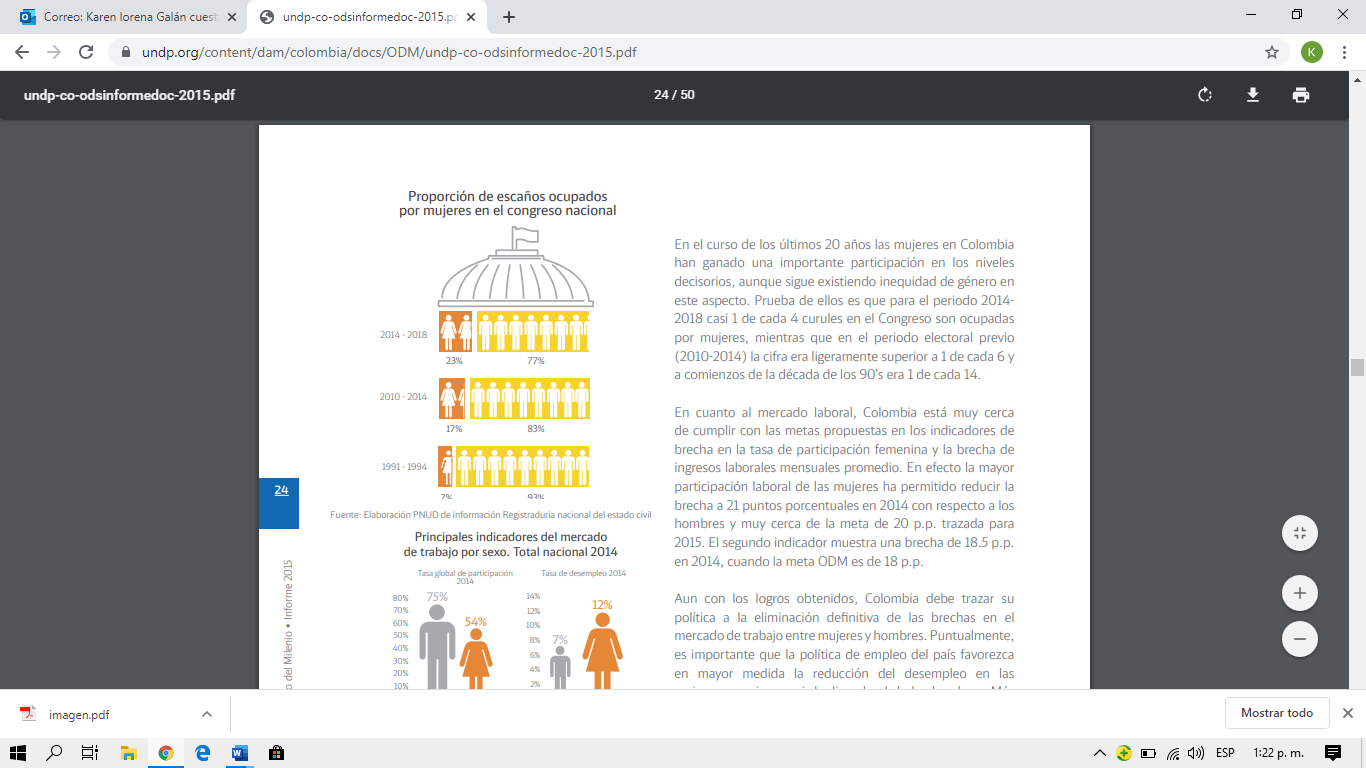 Correo: Karen lorena Galán cuest
undp-co-odsinformedoc-2015.pd
undp.org/content/dam/colombia/docs/ODM/undp-co-odsinformedoc-2015.pdf
K
undp-co-odsinformedoc-2015.pdf
24 / 50
Proporción de escaños ocupados
por mujeres en el congreso nacional
2014 - 2018
23%
77%
2010 - 2014
17%
83%
1991 - 1994
7%
93%
Fuente: Elaboración PNUD de información Registraduría nacional del estado civil
24
o del Milenio • Informe 2015
Principales indicadores del mercado
de trabajo por sexo. Total nacional 2014
Tasa global de participación
2014
80%
70%
60%
50%
40%
30%
20%
10%
75%
54%
Tasa de desempleo 2014
14%
12%
10%
8%
6%
4%
2%
7%
12%
En el curso de los últimos 20 años las mujeres en Colombia
han ganado una importante participación en los niveles
decisorios, aunque sigue existiendo inequidad de género en
este aspecto. Prueba de ellos es que para el periodo 2014-
2018 casi 1 de cada 4 curules en el Congreso son ocupadas
por mujeres, mientras que en el periodo electoral previo
(2010-2014) la cifra era ligeramente superior a 1 de cada 6 y
a comienzos de la década de los 90's era 1 de cada 14.
En cuanto al mercado laboral, Colombia está muy cerca
de cumplir con las metas propuestas en los indicadores de
brecha en la tasa de participación femenina y la brecha de
ingresos laborales mensuales promedio. En efecto la mayor
participación laboral de las mujeres ha permitido reducir la
brecha a 21 puntos porcentuales en 2014 con respecto a los
hombres y muy cerca de la meta de 20 p.p. trazada para
2015. El segundo indicador muestra una brecha de 18.5 p.p.
en 2014, cuando la meta ODM es de 18 p.p.
Aun con los logros obtenidos, Colombia debe trazar su
política a la eliminación definitiva de las brechas en el
mercado de trabajo entre mujeres y hombres. Puntualmente,
es importante que la política de empleo del país favorezca
en mayor medida la reducción del desempleo en las
imagen.pdf
Mostrar todo
ESP
1:22 p. m.